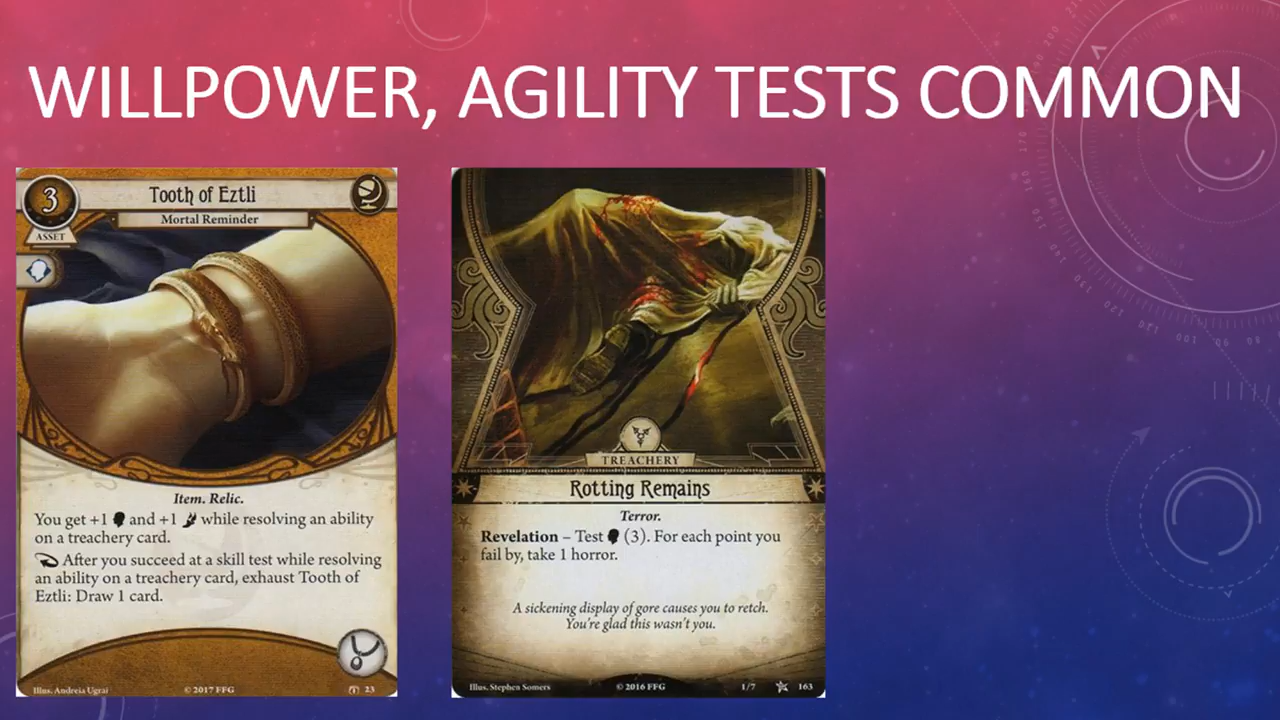 WILLPOWER, AGILITY TESTS COMMON
3
ASSET
Tooth of Eztli
Mortal Reminder
Item. Relic.
You get +1 and +1 while resolving an ability
on a treachery card.
After you succeed at a skill test while resolving
an ability on a treachery card, exhaust Tooth of
Eztli: Draw 1 card.
Illus. Andreia Ugrai
© 2017 FFG
23
TREACHERY
Rotting Remains
Terror.
Revelation – Test (3). For each point you
fail by, take 1 horror.
A sickening display of gore causes you to retch.
You're glad this wasn't you.
Illus. Stephen Somers
© 2016 FFG
1/7
163